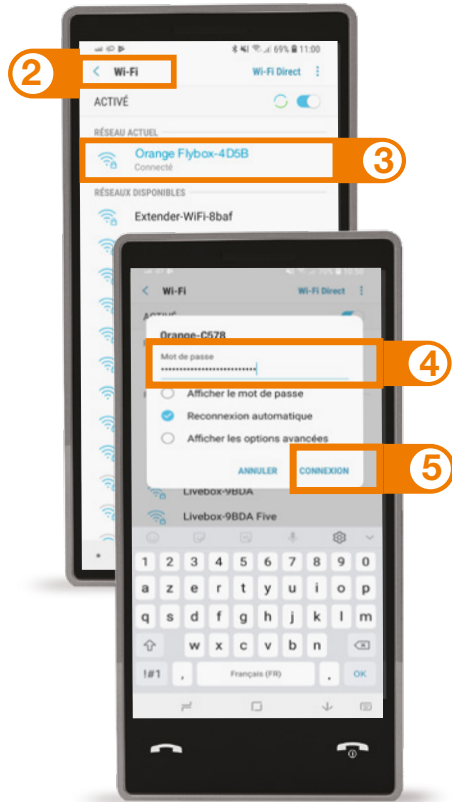 69% 11:00
2
< Wi-Fi
Wi-Fi Direct
ACTIVÉ
RÉSEAU ACTUEL
Orange Flybox-4D5B
Connecté
3
RÉSEAUX DISPONIBLES
Extender-WiFi-8baf
< Wi-Fi
Wi-Fi Direct
Orange-C578
Mot de passe
4
Afficher le mot de passe
Reconnexion automatique
Afficher les options avancées
ANNULER CONNEXION
5
Livebox-9BDA
Livebox-9BDA Five
1 2 3 4 5 6 7 8 9 0
a z e r t y u i o p
q s d f g h j k l m
w x c v b n
!#1 , Français (FR) . OK